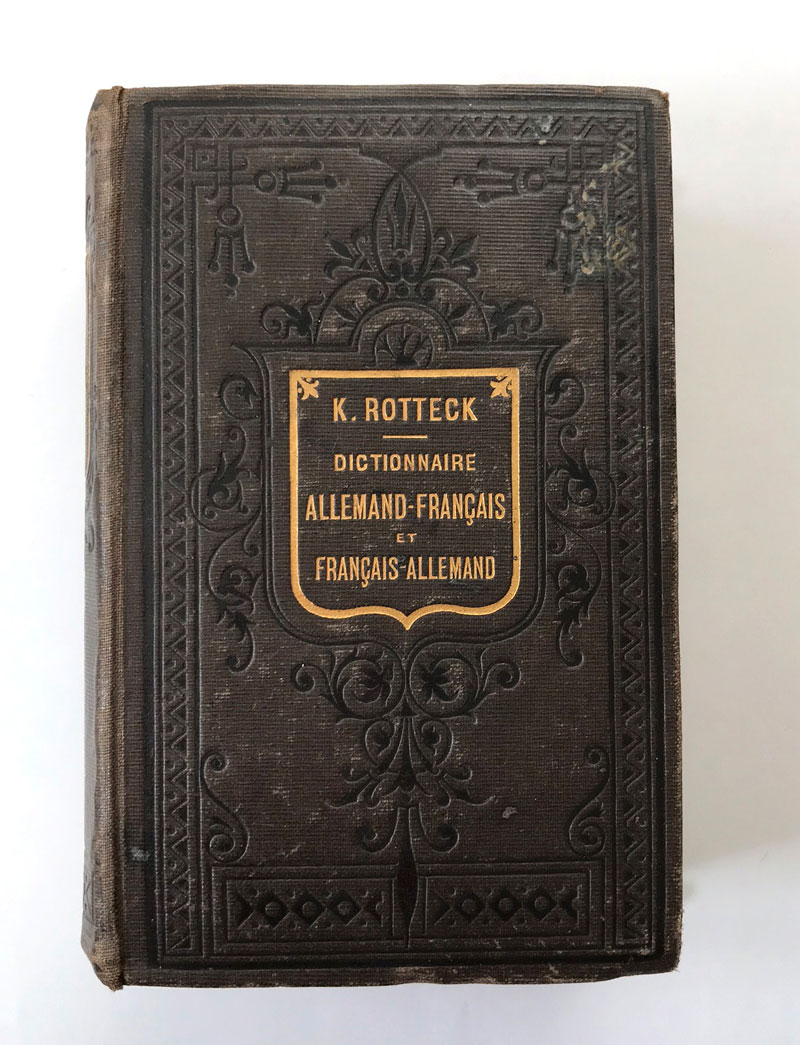 K. ROTTECK
DICTIONNAIRE
ALLEMAND-FRANÇAIS
ET
FRANÇAIS-ALLEMAND